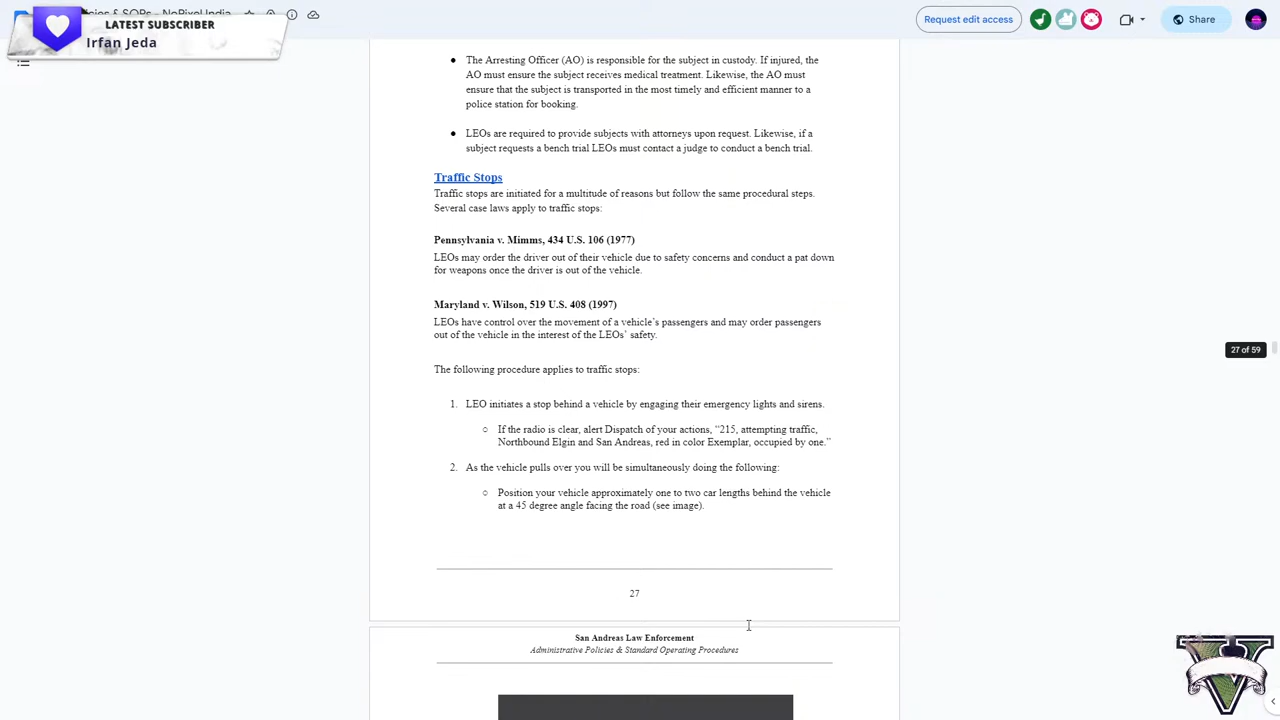 LATEST SUBSCRIBER
Irfan Jeda
cies & SOPs - NoPixel India
Request edit access
Share
● The Arresting Officer (AO) is responsible for the subject in custody. If injured, the
AO must ensure the subject receives medical treatment. Likewise, the AO must
ensure that the subject is transported in the most timely and efficient manner to a
police station for booking.
● LEOs are required to provide subjects with attorneys upon request. Likewise, if a
subject requests a bench trial LEOs must contact a judge to conduct a bench trial.
Traffic Stops
Traffic stops are initiated for a multitude of reasons but follow the same procedural steps.
Several case laws apply to traffic stops:
Pennsylvania v. Mimms, 434 U.S. 106 (1977)
LEOs may order the driver out of their vehicle due to safety concerns and conduct a pat down
for weapons once the driver is out of the vehicle.
Maryland v. Wilson, 519 U.S. 408 (1997)
LEOs have control over the movement of a vehicle's passengers and may order passengers
out of the vehicle in the interest of the LEOs' safety.
27 of 59
The following procedure applies to traffic stops:
1. LEO initiates a stop behind a vehicle by engaging their emergency lights and sirens.
○ If the radio is clear, alert Dispatch of your actions, "215, attempting traffic,
Northbound Elgin and San Andreas, red in color Exemplar, occupied by one."
2. As the vehicle pulls over you will be simultaneously doing the following:
○ Position your vehicle approximately one to two car lengths behind the vehicle
at a 45 degree angle facing the road (see image).
27
San Andreas Law Enforcement
Administrative Policies & Standard Operating Procedures
V